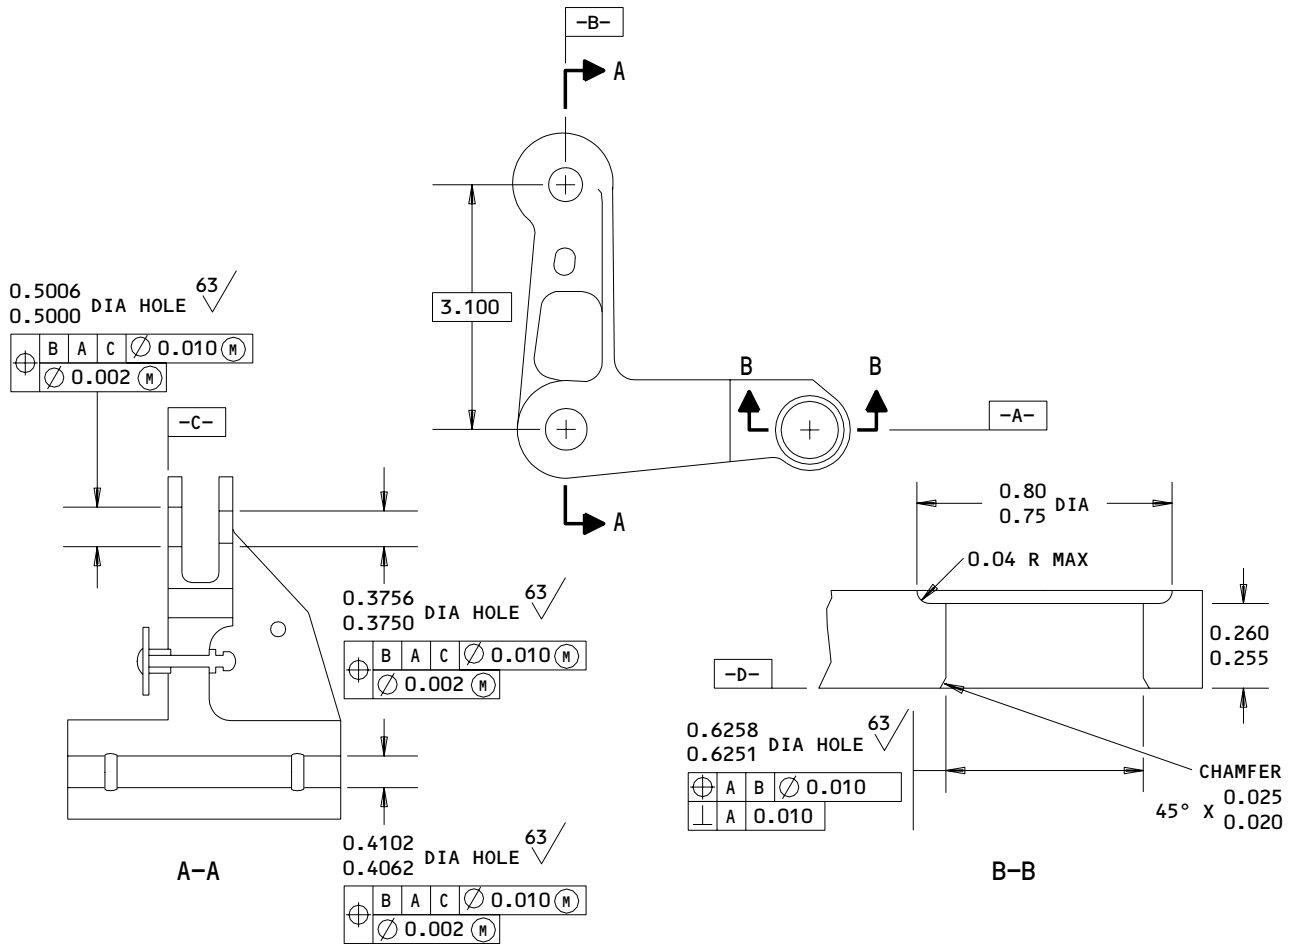 -B-
A
3.100
B
B
-A-
A
0.5006
0.5000
DIA HOLE
63
⌖ B A C ⌀ 0.010 Ⓜ
⌀ 0.002 Ⓜ
-C-
0.3756
0.3750
DIA HOLE
63
⌖ B A C ⌀ 0.010 Ⓜ
⌀ 0.002 Ⓜ
0.4102
0.4062
DIA HOLE
63
⌖ B A C ⌀ 0.010 Ⓜ
⌀ 0.002 Ⓜ
A-A
0.80
0.75
DIA
0.04 R MAX
0.260
0.255
-D-
0.6258
0.6251
DIA HOLE
63
⌖ A B ⌀ 0.010
⊥ A 0.010
CHAMFER
45° X
0.025
0.020
B-B